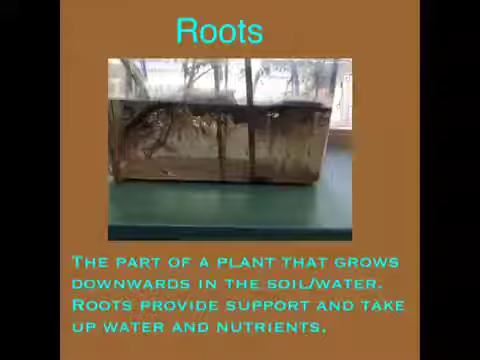 Roots
The part of a plant that grows
downwards in the soil/water.
Roots provide support and take
up water and nutrients.